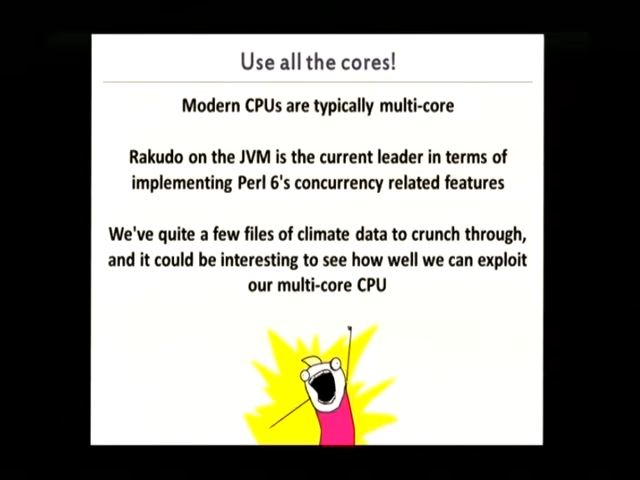 Use all the cores!
Modern CPUs are typically multi-core
Rakudo on the JVM is the current leader in terms of
implementing Perl 6's concurrency related features
We've quite a few files of climate data to crunch through,
and it could be interesting to see how well we can exploit
our multi-core CPU